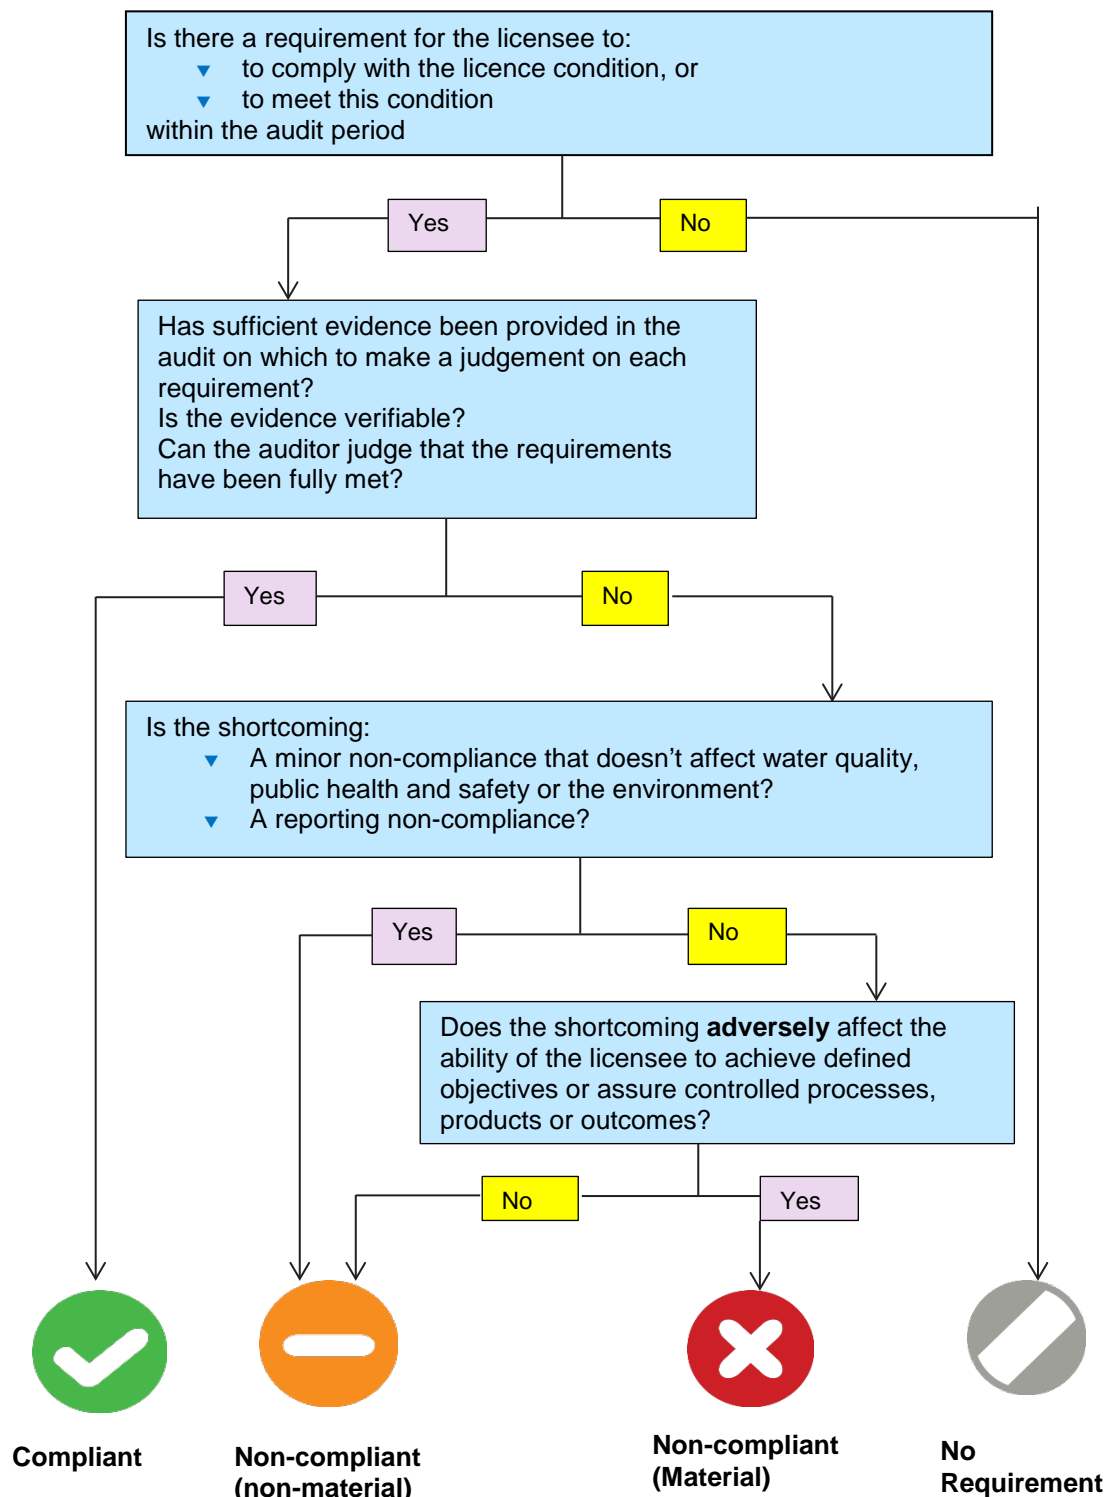 Is there a requirement for the licensee to:
to comply with the licence condition, or
to meet this condition
within the audit period
Yes
No
Has sufficient evidence been provided in the
audit on which to make a judgement on each
requirement?
Is the evidence verifiable?
Can the auditor judge that the requirements
have been fully met?
Yes
No
Is the shortcoming:
A minor non-compliance that doesn’t affect water quality,
public health and safety or the environment?
A reporting non-compliance?
Yes
No
Does the shortcoming adversely affect the
ability of the licensee to achieve defined
objectives or assure controlled processes,
products or outcomes?
No
Yes
Compliant
Non-compliant
(non-material)
Non-compliant
(Material)
No
Requirement